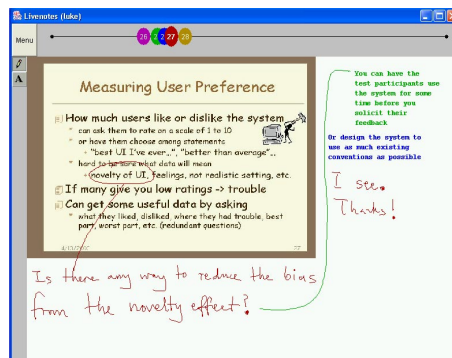 Livenotes (luke)
Menu
26 2 2 27 28
A
Measuring User Preference
How much users like or dislike the system
can ask them to rate on a scale of 1 to 10
or have them choose among statements
"best UI I've ever…", "better than average"…
hard to be sure what data will mean
novelty of UI, feelings, not realistic setting, etc.
If many give you low ratings -> trouble
Can get some useful data by asking
what they liked, disliked, where they had trouble, best
part, worst part, etc. (redundant questions)
Is there any way to reduce the bias
from the novelty effect?
You can have the
test participants use
the system for some
time before you
solicit their
feedback
Or design the system to
use as much existing
conventions as possible
I see.
Thanks!